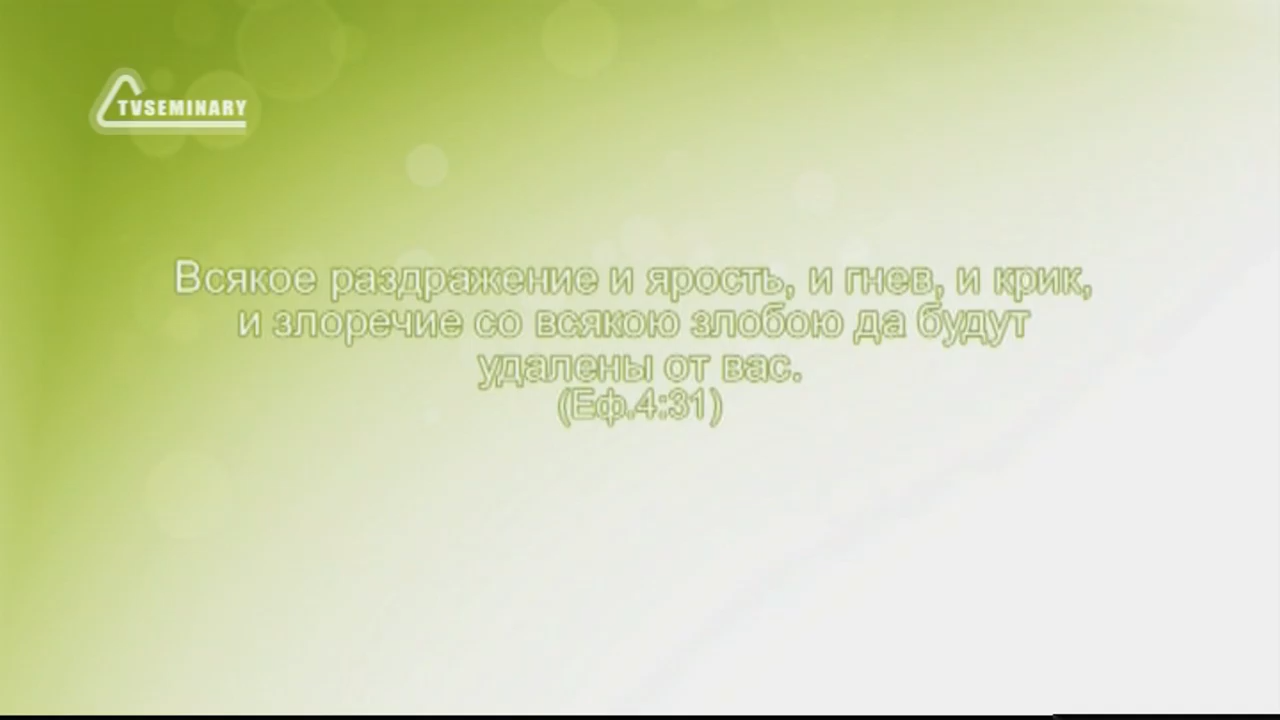 TVSEMINARY
Всякое раздражение и ярость, и гнев, и крик,
и злоречие со всякою злобою да будут
удалены от вас.
(Еф.4:31)